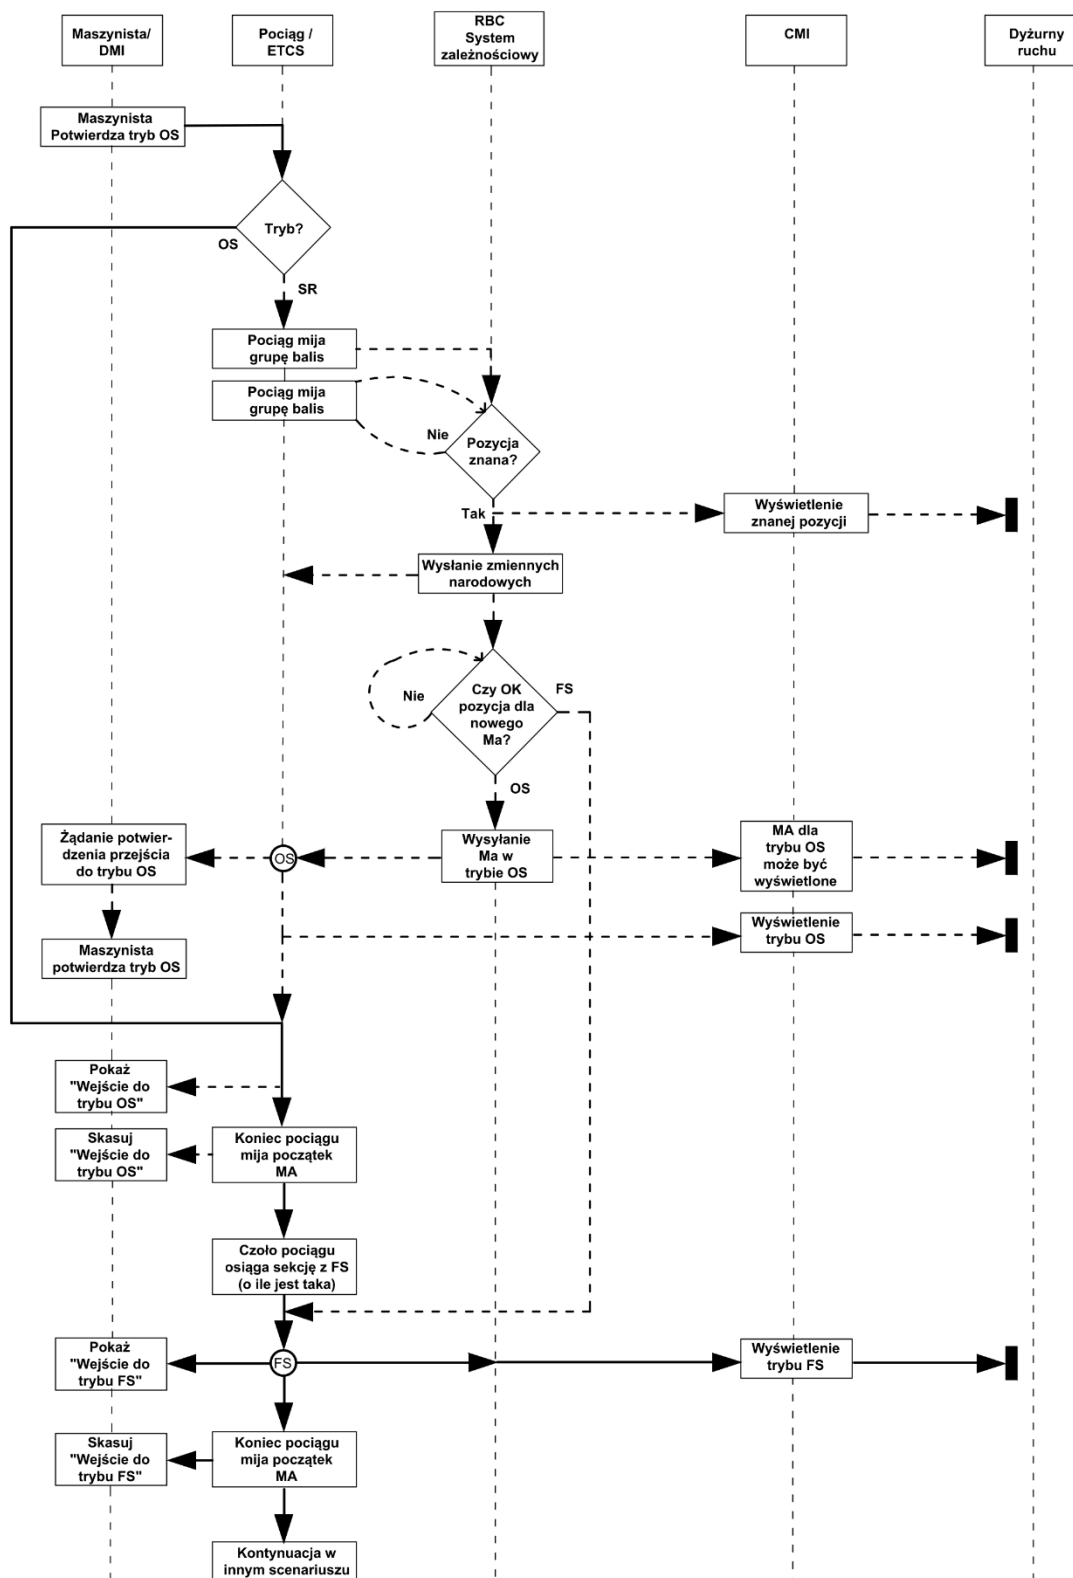 Maszynista/
DMI
Pociąg /
ETCS
RBC
System
zależnościowy
CMI
Dyżurny
ruchu
Maszynista
Potwierdza tryb OS
Tryb?
OS
SR
Pociąg mija
grupę balis
Pociąg mija
grupę balis
Nie
Pozycja
znana?
Tak
Wyświetlenie
znanej pozycji
Wysłanie zmiennych
narodowych
Nie
Czy OK
pozycja dla
nowego
Ma?
FS
OS
Żądanie potwier-
dzenia przejścia
do trybu OS
OS
Wysyłanie
Ma w
trybie OS
MA dla
trybu OS
może być
wyświetlone
Maszynista
potwierdza tryb OS
Wyświetlenie
trybu OS
Pokaż
"Wejście do
trybu OS"
Skasuj
"Wejście do
trybu OS"
Koniec pociągu
mija początek
MA
Czoło pociągu
osiąga sekcję z FS
(o ile jest taka)
Pokaż
"Wejście do
trybu FS"
FS
Wyświetlenie
trybu FS
Skasuj
"Wejście do
trybu FS"
Koniec pociągu
mija początek
MA
Kontynuacja w
innym scenariuszu